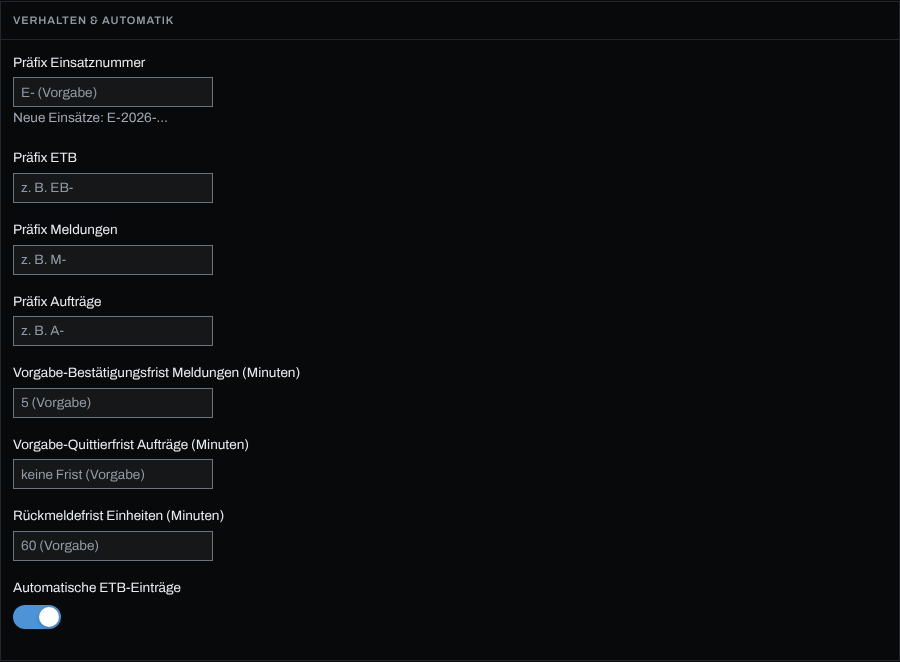 VERHALTEN & AUTOMATIK
Präfix Einsatznummer
E- (Vorgabe)
Neue Einsätze: E-2026-...
Präfix ETB
z. B. EB-
Präfix Meldungen
z. B. M-
Präfix Aufträge
z. B. A-
Vorgabe-Bestätigungsfrist Meldungen (Minuten)
5 (Vorgabe)
Vorgabe-Quittierfrist Aufträge (Minuten)
keine Frist (Vorgabe)
Rückmeldefrist Einheiten (Minuten)
60 (Vorgabe)
Automatische ETB-Einträge